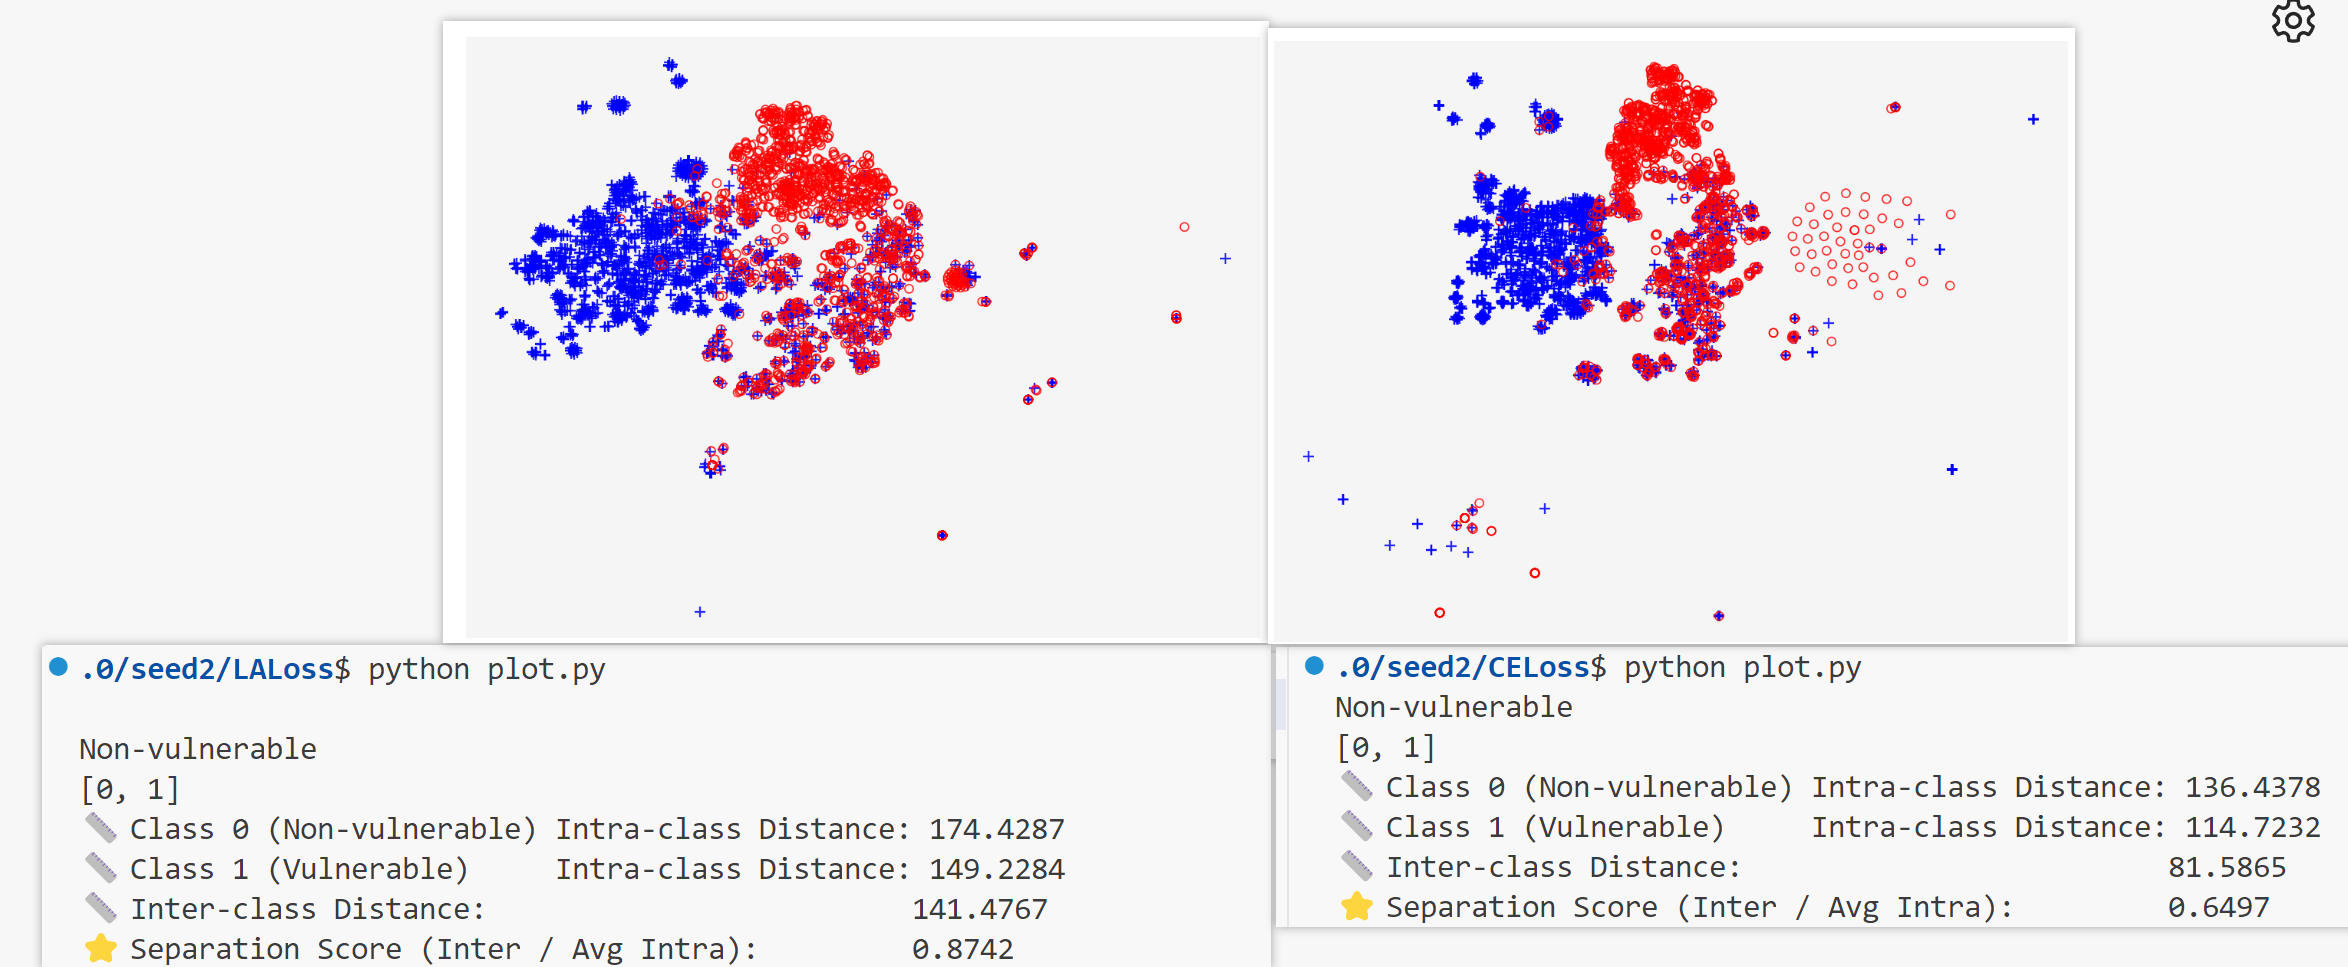 .0/seed2/LALoss$ python plot.py
Non-vulnerable
[0, 1]
📏 Class 0 (Non-vulnerable) Intra-class Distance: 174.4287
📏 Class 1 (Vulnerable) Intra-class Distance: 149.2284
📏 Inter-class Distance: 141.4767
⭐ Separation Score (Inter / Avg Intra): 0.8742
.0/seed2/CELoss$ python plot.py
Non-vulnerable
[0, 1]
📏 Class 0 (Non-vulnerable) Intra-class Distance: 136.4378
📏 Class 1 (Vulnerable) Intra-class Distance: 114.7232
📏 Inter-class Distance: 81.5865
⭐ Separation Score (Inter / Avg Intra): 0.6497